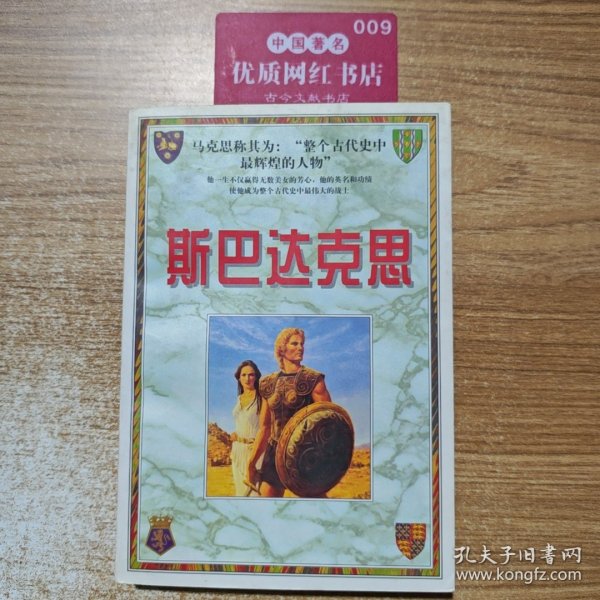 009
中国著名
优质网红书店
古今文献书店
马克思称其为：“整个古代史中
最辉煌的人物”
他一生不仅赢得无数美女的芳心，他的英名和功绩
使他成为整个古代史中最伟大的战士
斯巴达克思
孔夫子旧书网
www.kongfz.com